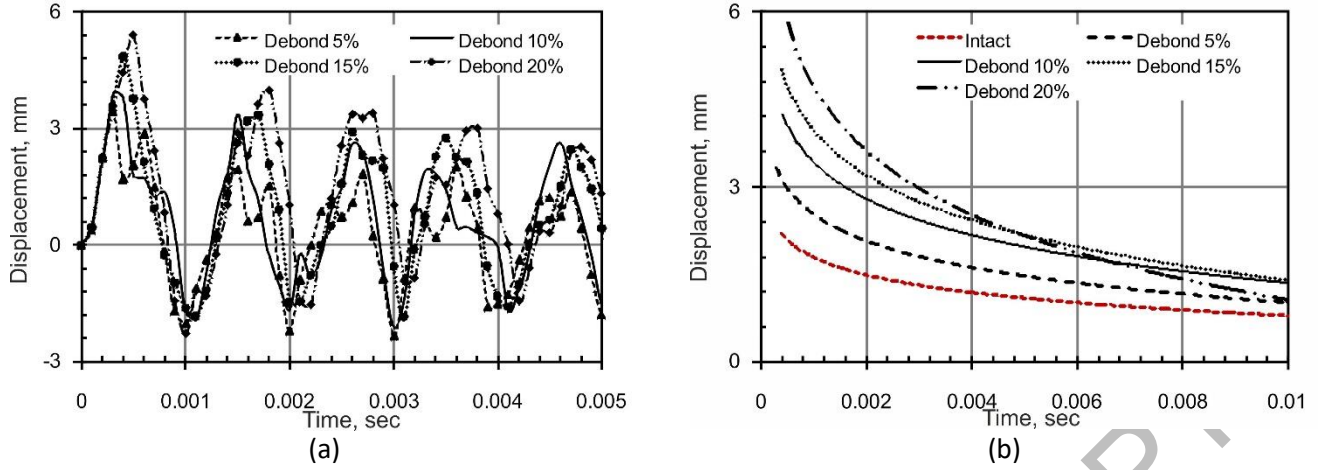 6
3
0
-3
Displacement, mm
Debond 5% Debond 10%
Debond 15% Debond 20%
0 0.001 0.002 0.003 0.004 0.005
Time, sec
(a)
6
3
0
Displacement, mm
Intact Debond 5%
Debond 10% Debond 15%
Debond 20%
0 0.002 0.004 0.006 0.008 0.01
Time, sec
(b)